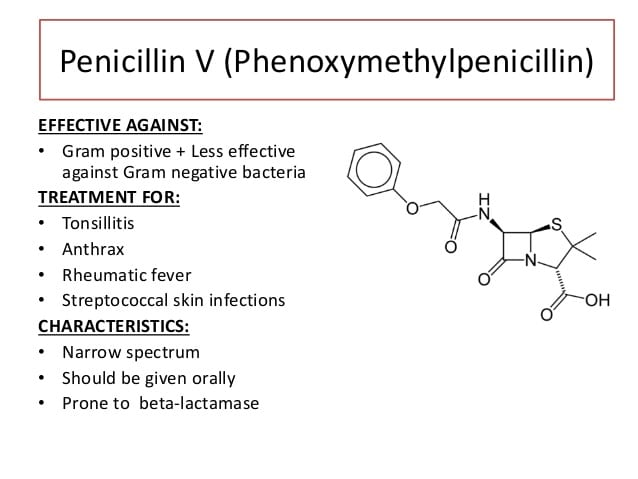 Penicillin V (Phenoxymethylpenicillin)
EFFECTIVE AGAINST:
• Gram positive + Less effective
against Gram negative bacteria
TREATMENT FOR:
• Tonsillitis
• Anthrax
• Rheumatic fever
• Streptococcal skin infections
CHARACTERISTICS:
• Narrow spectrum
• Should be given orally
• Prone to beta-lactamase
O
O
H
N
O
N
S
O
OH